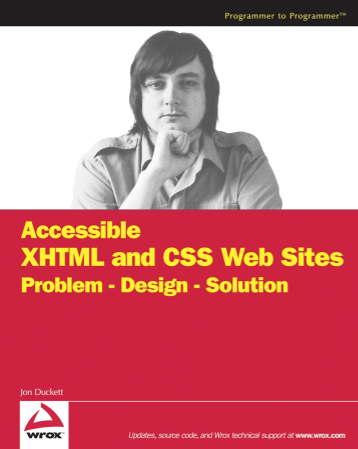 Programmer to Programmer™
Accessible
XHTML and CSS Web Sites
Problem - Design - Solution
Jon Duckett
wrox™
Updates, source code, and Wrox technical support at www.wrox.com